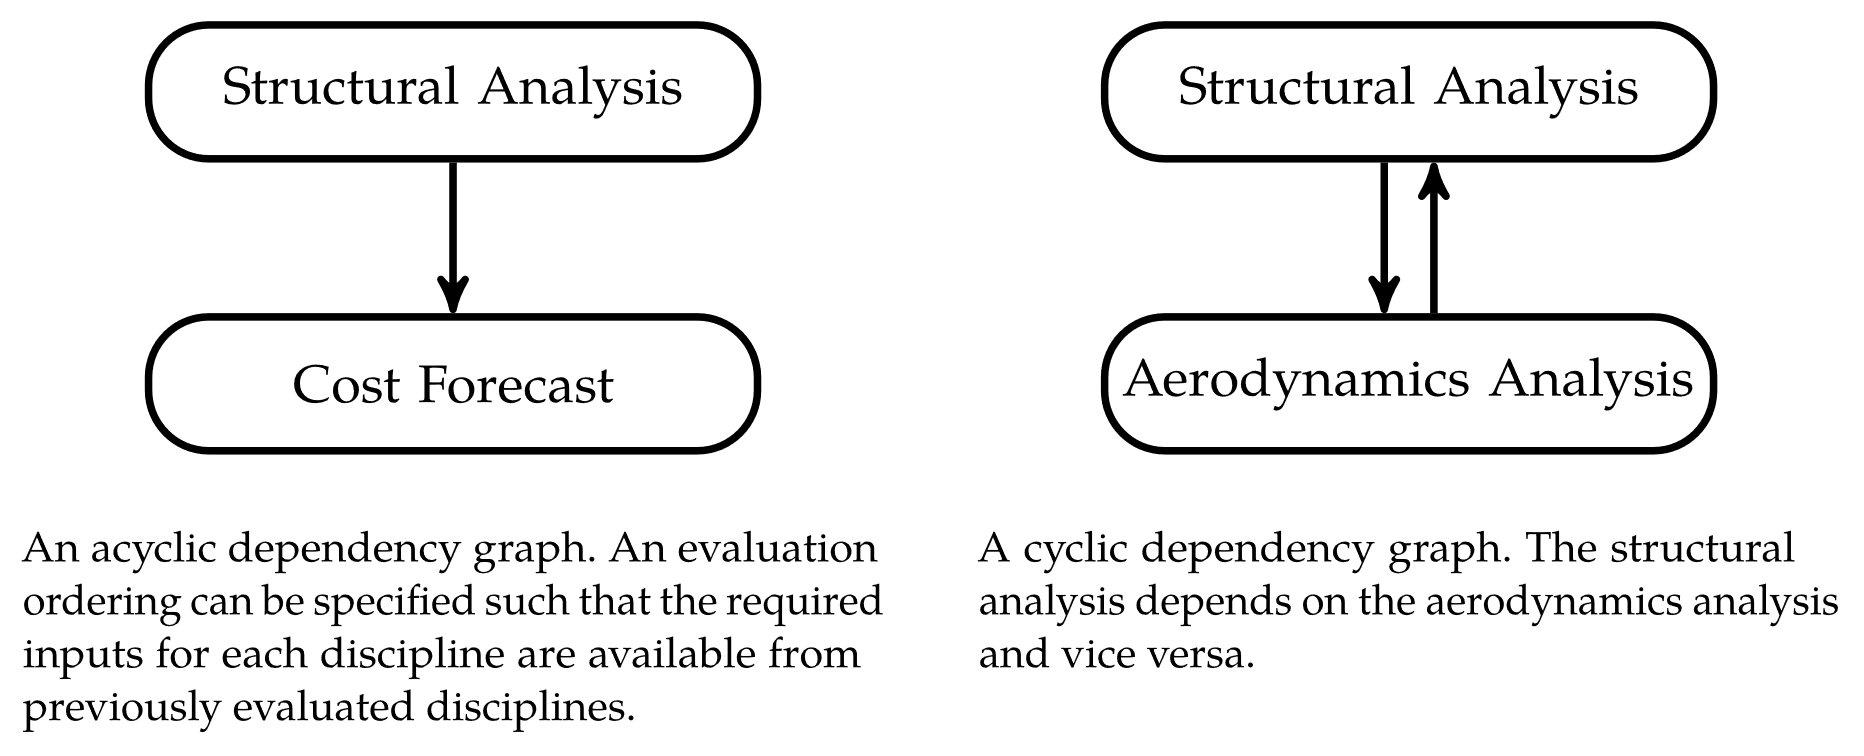 Structural Analysis
Cost Forecast
An acyclic dependency graph. An evaluation
ordering can be specified such that the required
inputs for each discipline are available from
previously evaluated disciplines.
Structural Analysis
Aerodynamics Analysis
A cyclic dependency graph. The structural
analysis depends on the aerodynamics analysis
and vice versa.